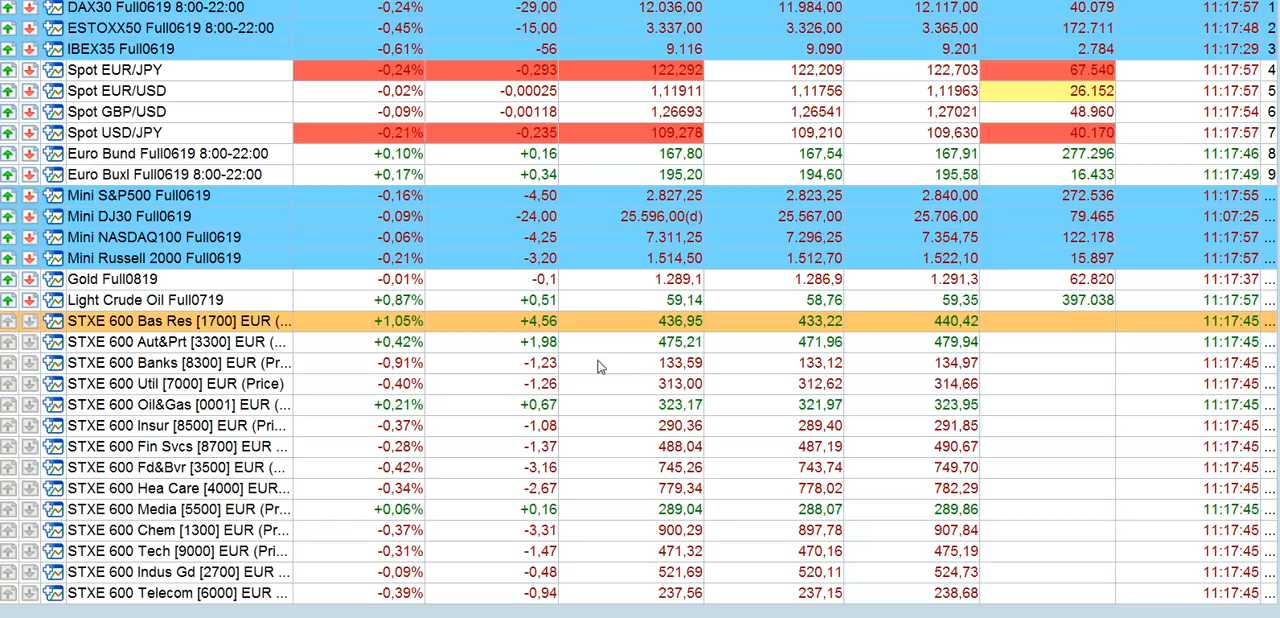 DAX30 Full0619 8:00-22:00 -0,24% -29,00 12.036,00 11.984,00 12.117,00 40.079 11:17:57 1
ESTOXX50 Full0619 8:00-22:00 -0,45% -15,00 3.337,00 3.326,00 3.365,00 172.711 11:17:48 2
IBEX35 Full0619 -0,61% -56 9.116 9.090 9.201 2.784 11:17:29 3
Spot EUR/JPY -0,24% -0,293 122,292 122,209 122,703 67.540 11:17:57 4
Spot EUR/USD -0,02% -0,00025 1,11911 1,11756 1,11963 26.152 11:17:57 5
Spot GBP/USD -0,09% -0,00118 1,26693 1,26541 1,27021 48.960 11:17:54 6
Spot USD/JPY -0,21% -0,235 109,278 109,210 109,630 40.170 11:17:57 7
Euro Bund Full0619 8:00-22:00 +0,10% +0,16 167,80 167,54 167,91 277.296 11:17:46 8
Euro Buxl Full0619 8:00-22:00 +0,17% +0,34 195,20 194,60 195,58 16.433 11:17:49 9
Mini S&P500 Full0619 -0,16% -4,50 2.827,25 2.823,25 2.840,00 272.536 11:17:55 ...
Mini DJ30 Full0619 -0,09% -24,00 25.596,00(d) 25.567,00 25.706,00 79.465 11:07:25 ...
Mini NASDAQ100 Full0619 -0,06% -4,25 7.311,25 7.296,25 7.354,75 122.178 11:17:57 ...
Mini Russell 2000 Full0619 -0,21% -3,20 1.514,50 1.512,70 1.522,10 15.897 11:17:57 ...
Gold Full0819 -0,01% -0,1 1.289,1 1.286,9 1.291,3 62.820 11:17:37 ...
Light Crude Oil Full0719 +0,87% +0,51 59,14 58,76 59,35 397.038 11:17:57 ...
STXE 600 Bas Res [1700] EUR (... +1,05% +4,56 436,95 433,22 440,42 11:17:45 ...
STXE 600 Aut&Prt [3300] EUR (... +0,42% +1,98 475,21 471,96 479,94 11:17:45 ...
STXE 600 Banks [8300] EUR (Pr... -0,91% -1,23 133,59 133,12 134,97 11:17:45 ...
STXE 600 Util [7000] EUR (Price) -0,40% -1,26 313,00 312,62 314,66 11:17:45 ...
STXE 600 Oil&Gas [0001] EUR (... +0,21% +0,67 323,17 321,97 323,95 11:17:45 ...
STXE 600 Insur [8500] EUR (Pri... -0,37% -1,08 290,36 289,40 291,85 11:17:45 ...
STXE 600 Fin Svcs [8700] EUR ... -0,28% -1,37 488,04 487,19 490,67 11:17:45 ...
STXE 600 Fd&Bvr [3500] EUR (... -0,42% -3,16 745,26 743,74 749,70 11:17:45 ...
STXE 600 Hea Care [4000] EUR... -0,34% -2,67 779,34 778,02 782,29 11:17:45 ...
STXE 600 Media [5500] EUR (Pr... +0,06% +0,16 289,04 288,07 289,86 11:17:45 ...
STXE 600 Chem [1300] EUR (Pr... -0,37% -3,31 900,29 897,78 907,84 11:17:45 ...
STXE 600 Tech [9000] EUR (Pri... -0,31% -1,47 471,32 470,16 475,19 11:17:45 ...
STXE 600 Indus Gd [2700] EUR ... -0,09% -0,48 521,69 520,11 524,73 11:17:45 ...
STXE 600 Telecom [6000] EUR ... -0,39% -0,94 237,56 237,15 238,68 11:17:45 ...